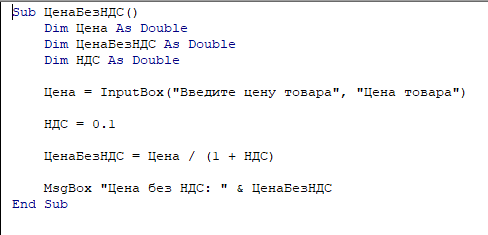 Sub ЦенаБезНДС()
Dim Цена As Double
Dim ЦенаБезНДС As Double
Dim НДС As Double
Цена = InputBox("Введите цену товара", "Цена товара")
НДС = 0.1
ЦенаБезНДС = Цена / (1 + НДС)
MsgBox "Цена без НДС: " & ЦенаБезНДС
End Sub